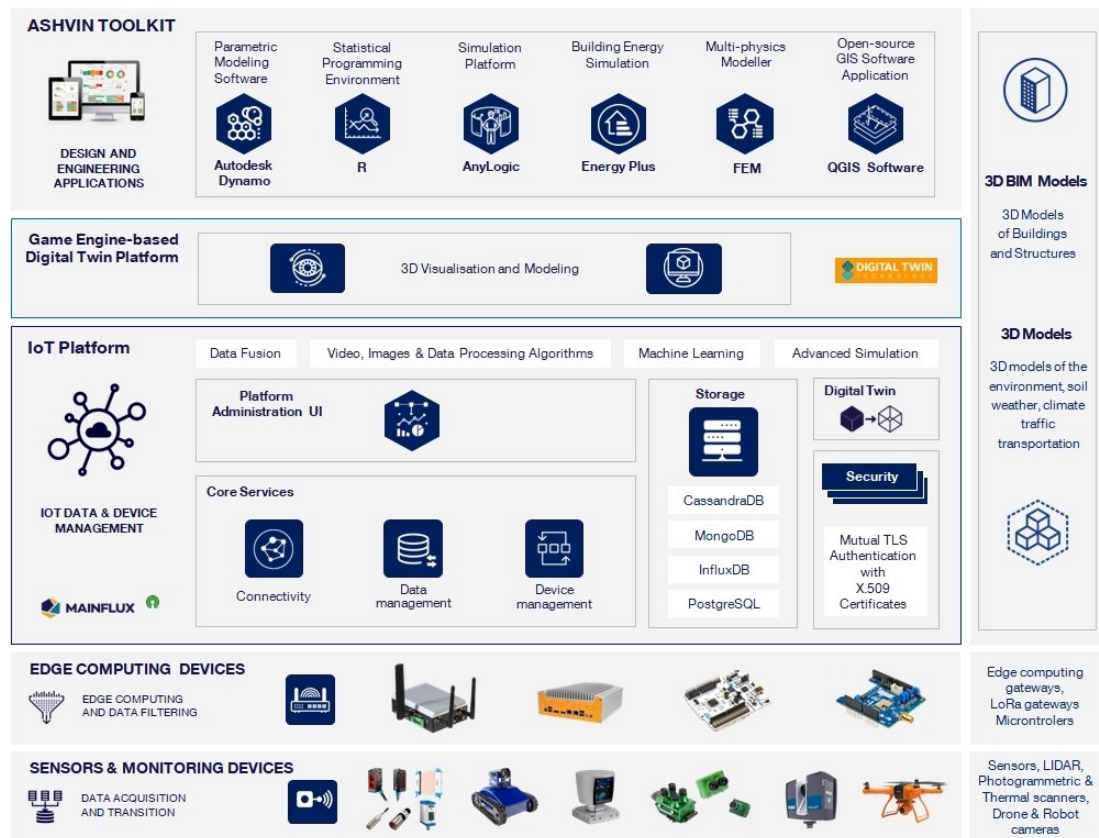 ASHVIN TOOLKIT
DESIGN AND
ENGINEERING
APPLICATIONS
Parametric
Modeling
Software
Autodesk
Dynamo
Statistical
Programming
Environment
R
Simulation
Platform
AnyLogic
Building Energy
Simulation
Energy Plus
Multi-physics
Modeller
FEM
Open-source
GIS Software
Application
QGIS Software
Game Engine-based
Digital Twin Platform
3D Visualisation and Modeling
DIGITAL TWIN
TECHNOLOGY
IoT Platform
IOT DATA & DEVICE
MANAGEMENT
MAINFLUX
Data Fusion
Video, Images & Data Processing Algorithms
Machine Learning
Advanced Simulation
Platform
Administration UI
Core Services
Connectivity
Data
management
Device
management
Storage
CassandraDB
MongoDB
InfluxDB
PostgreSQL
Digital Twin
Security
Mutual TLS
Authentication
with
X.509
Certificates
3D BIM Models
3D Models
of Buildings
and Structures
3D Models
3D models of the
environment, soil
weather, climate
traffic
transportation
EDGE COMPUTING DEVICES
EDGE COMPUTING
AND DATA FILTERING
Edge computing
gateways,
LoRa gateways
Microntrolers
SENSORS & MONITORING DEVICES
DATA ACQUISITION
AND TRANSITION
Sensors, LIDAR,
Photogrammetric &
Thermal scanners,
Drone & Robot
cameras